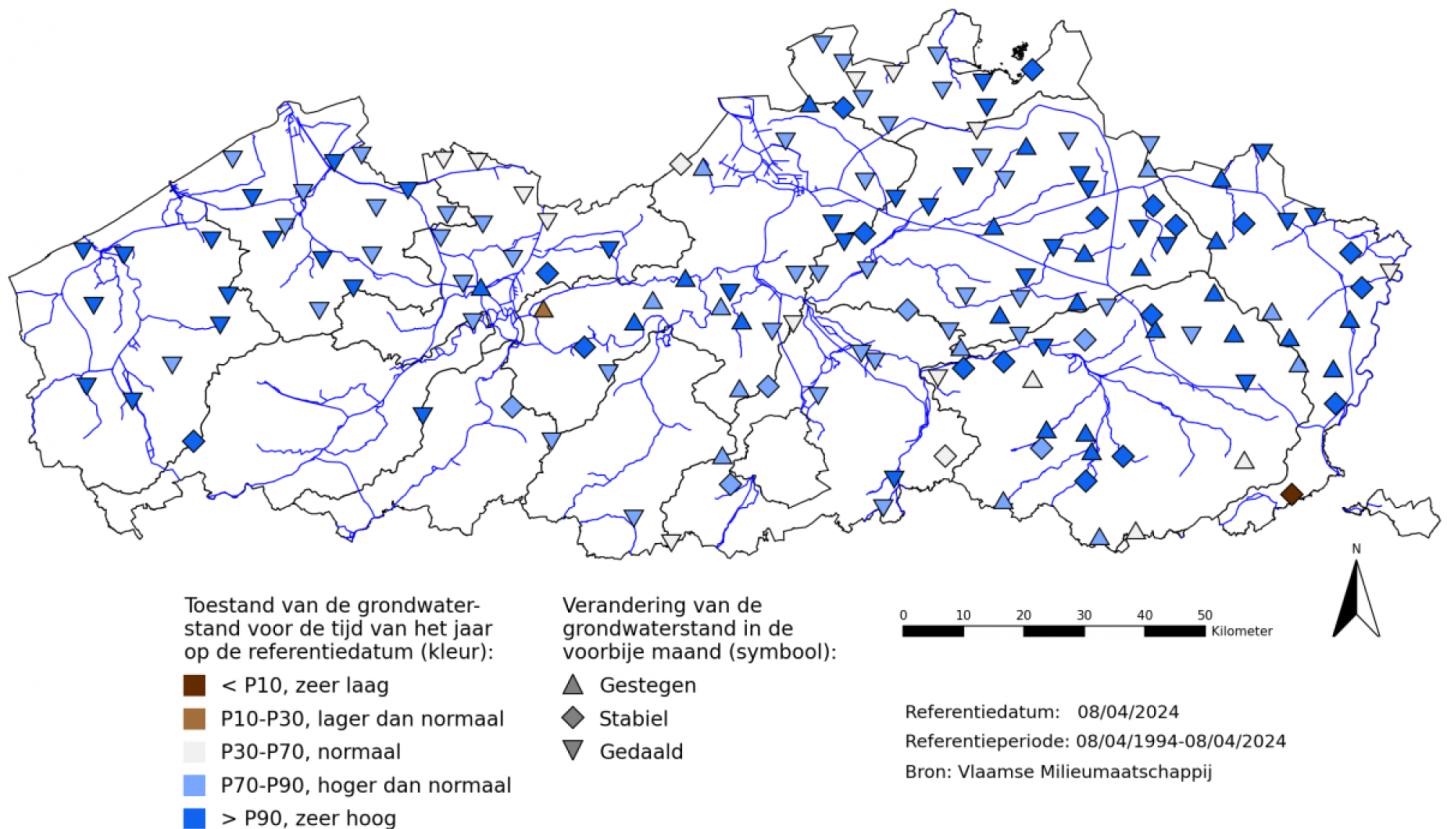 Toestand van de grondwater-
stand voor de tijd van het jaar
op de referentiedatum (kleur):
< P10, zeer laag
P10-P30, lager dan normaal
P30-P70, normaal
P70-P90, hoger dan normaal
> P90, zeer hoog
Verandering van de
grondwaterstand in de
voorbije maand (symbool):
Gestegen
Stabiel
Gedaald
0 10 20 30 40 50
Kilometer
N
Referentiedatum: 08/04/2024
Referentieperiode: 08/04/1994-08/04/2024
Bron: Vlaamse Milieumaatschappij